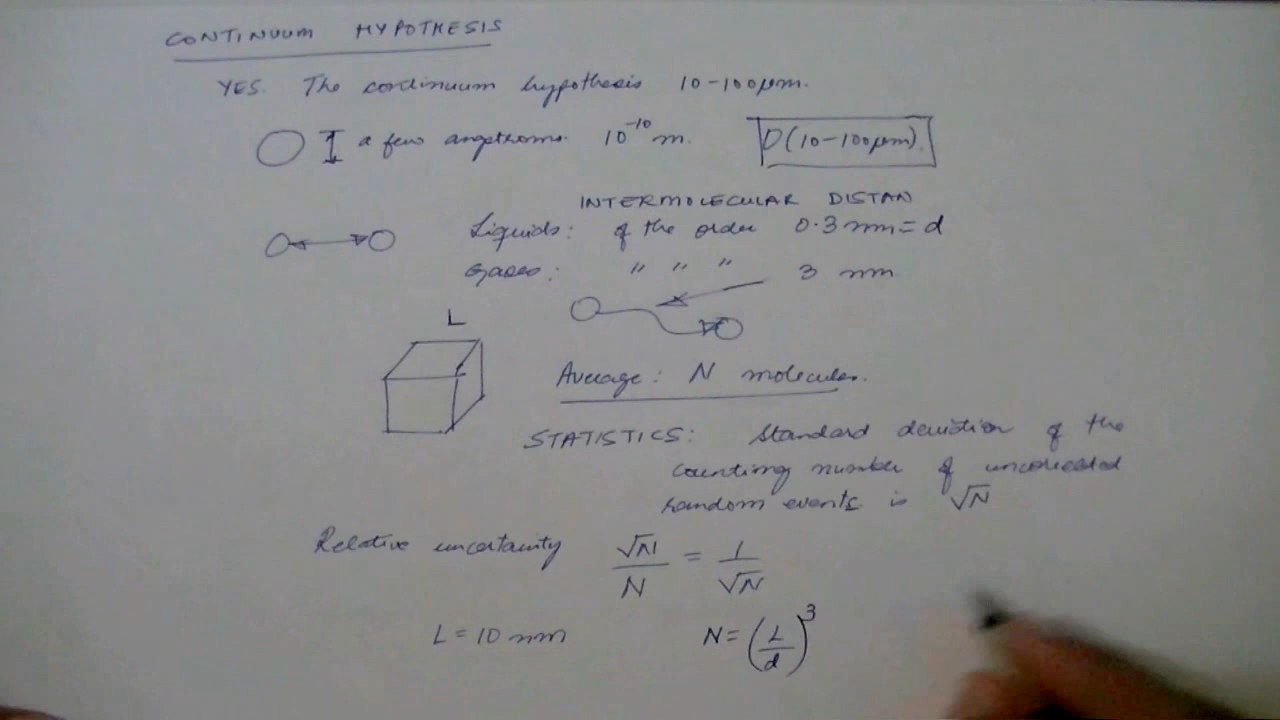 CONTINUUM HYPOTHESIS
YES. The continuum hypothesis 10-100μm.
a few angsthoms. 10⁻¹⁰ m. D(10-100μm).
INTERMOLECULAR DISTAN
Liquids: of the order 0.3 nm = d
Gases: " " " 3 nm
L
Average: N molecules.
STATISTICS: Standard deviation of the
counting number of uncorrelated
random events is √N
Relative uncertainty √N/N = 1/√N
L = 10 nm N = (L/d)³